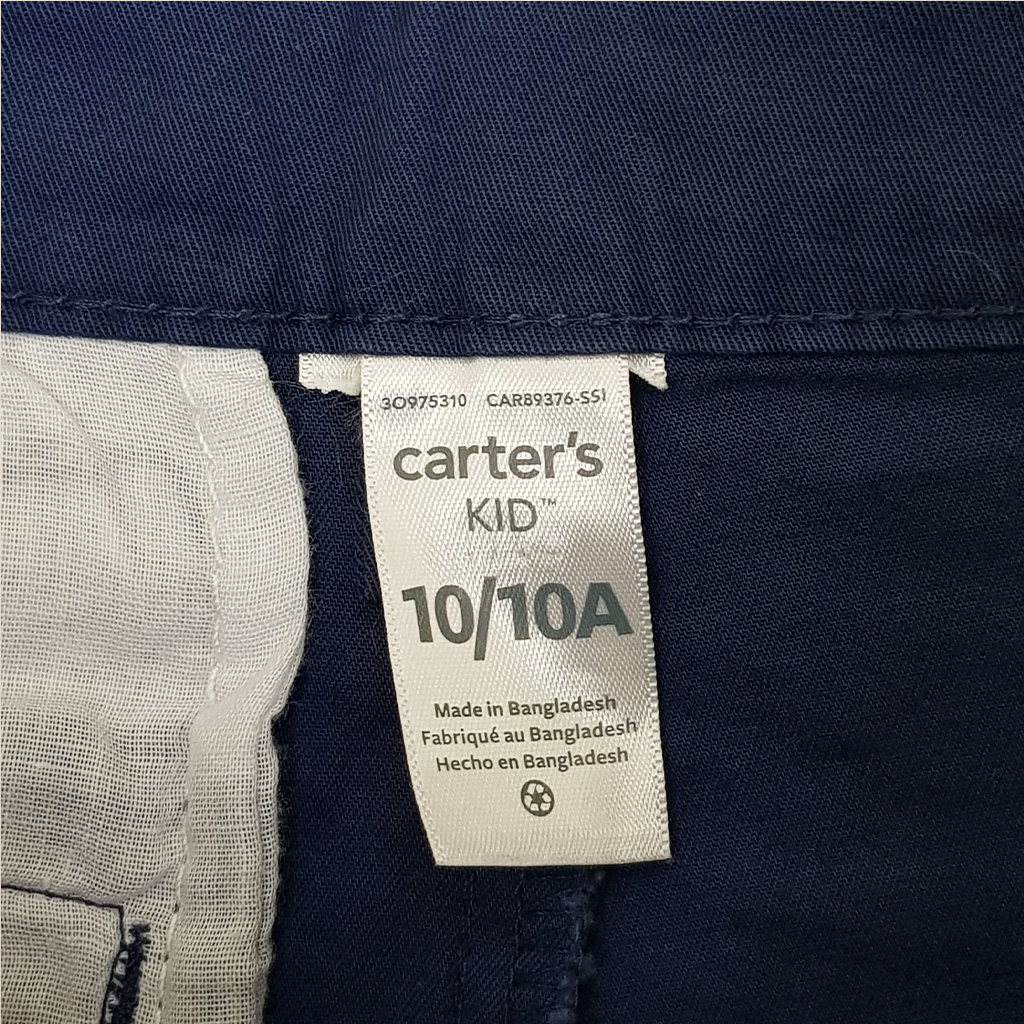 3O975310 CAR89376-SSI
carter's
KID™
10/10A
Made in Bangladesh
Fabriqué au Bangladesh
Hecho en Bangladesh